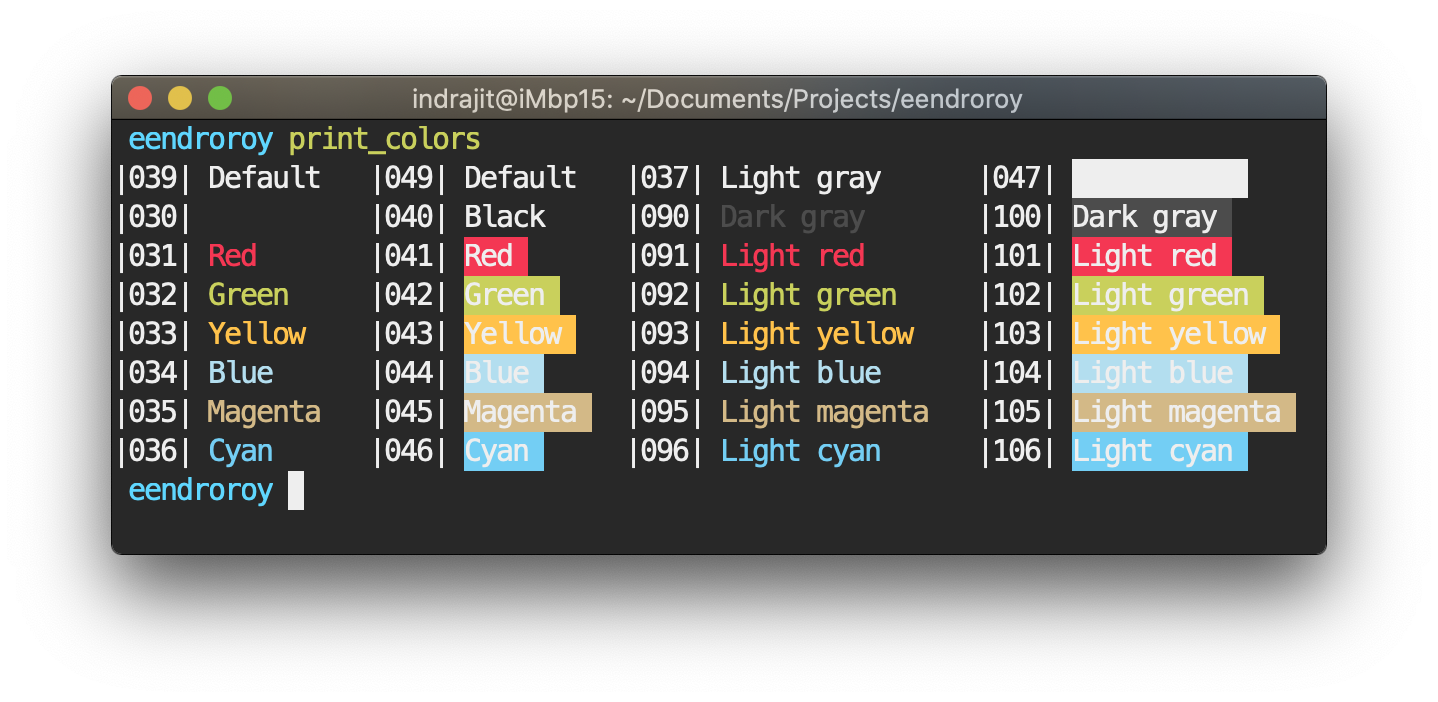 indrajit@iMbp15: ~/Documents/Projects/eendroroy
eendroroy print_colors
|039| Default |049| Default |037| Light gray |047|
|030| |040| Black |090| Dark gray |100| Dark gray
|031| Red |041| Red |091| Light red |101| Light red
|032| Green |042| Green |092| Light green |102| Light green
|033| Yellow |043| Yellow |093| Light yellow |103| Light yellow
|034| Blue |044| Blue |094| Light blue |104| Light blue
|035| Magenta |045| Magenta |095| Light magenta |105| Light magenta
|036| Cyan |046| Cyan |096| Light cyan |106| Light cyan
eendroroy